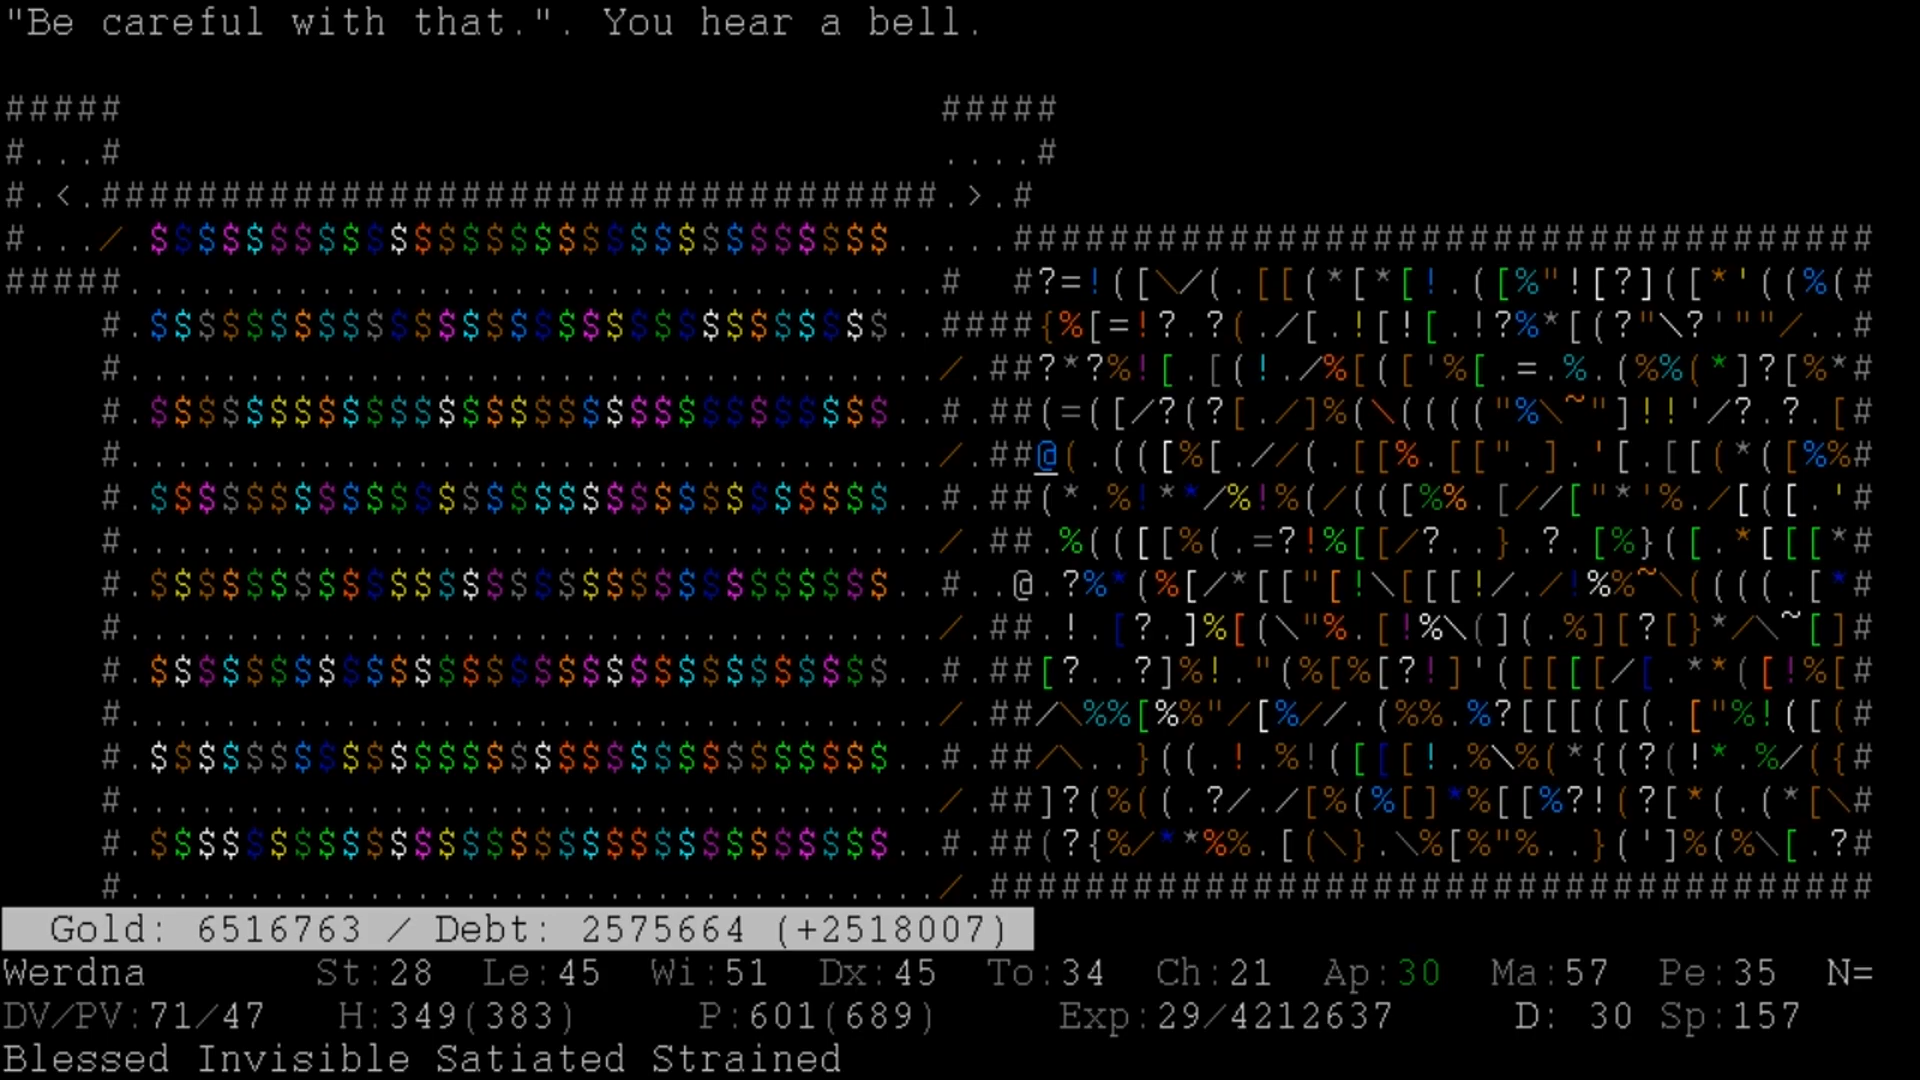 "Be careful with that.". You hear a bell.
Gold: 6516763 / Debt: 2575664 (+2518007)
Werdna St:28 Le:45 Wi:51 Dx:45 To:34 Ch:21 Ap:30 Ma:57 Pe:35 N=
DV/PV:71/47 H:349(383) P:601(689) Exp:29/4212637 D: 30 Sp:157
Blessed Invisible Satiated Strained